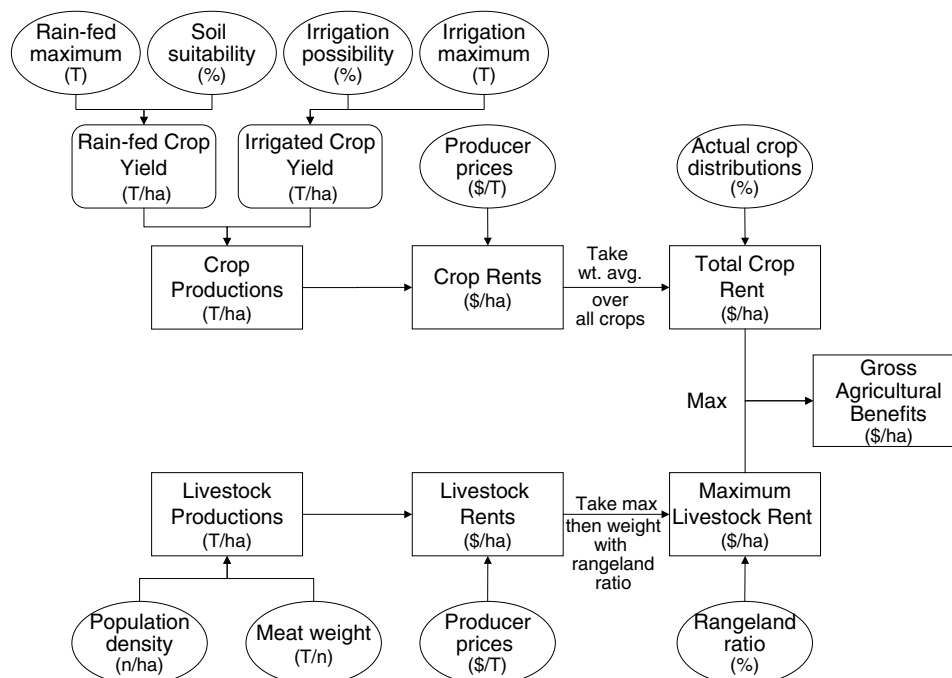 Rain-fed
maximum
(T)
Soil
suitability
(%)
Irrigation
possibility
(%)
Irrigation
maximum
(T)
Rain-fed Crop
Yield
(T/ha)
Irrigated Crop
Yield
(T/ha)
Producer
prices
($/T)
Actual crop
distributions
(%)
Crop
Productions
(T/ha)
Crop Rents
($/ha)
Take
wt. avg.
over
all crops
Total Crop
Rent
($/ha)
Max
Gross
Agricultural
Benefits
($/ha)
Livestock
Productions
(T/ha)
Livestock
Rents
($/ha)
Take max
then weight
with
rangeland
ratio
Maximum
Livestock Rent
($/ha)
Population
density
(n/ha)
Meat weight
(T/n)
Producer
prices
($/T)
Rangeland
ratio
(%)